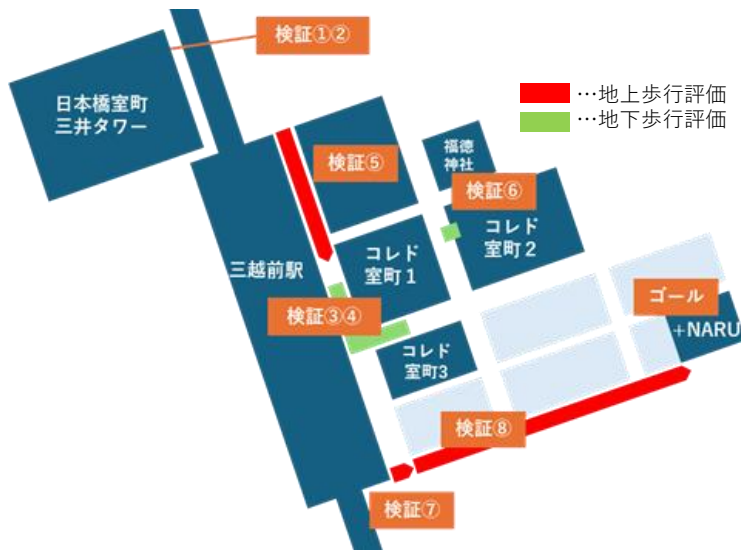 検証①②
日本橋室町
三井タワー
…地上歩行評価
…地下歩行評価
検証⑤
福徳
神社
検証⑥
コレド
室町2
コレド
室町1
三越前駅
検証③④
ゴール
+NARU
コレド
室町3
検証⑧
検証⑦